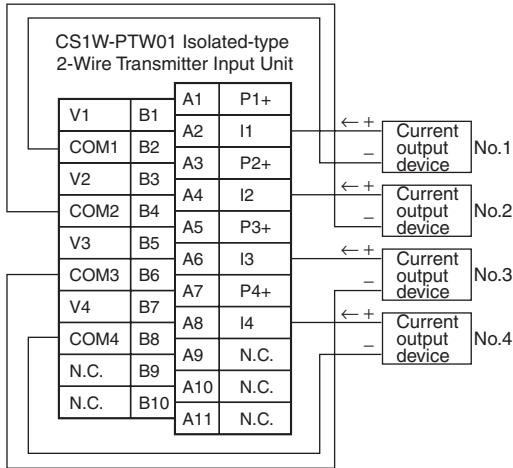 CS1W-PTW01 Isolated-type
2-Wire Transmitter Input Unit
V1 B1
COM1 B2
V2 B3
COM2 B4
V3 B5
COM3 B6
V4 B7
COM4 B8
N.C. B9
N.C. B10
A1 P1+
A2 I1
A3 P2+
A4 I2
A5 P3+
A6 I3
A7 P4+
A8 I4
A9 N.C.
A10 N.C.
A11 N.C.
← +
−
Current
output
device
No.1
← +
−
Current
output
device
No.2
← +
−
Current
output
device
No.3
← +
−
Current
output
device
No.4